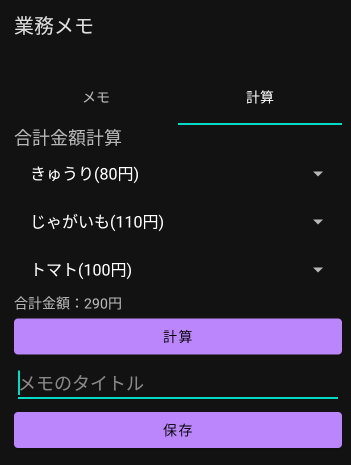 業務メモ
メモ
計算
合計金額計算
きゅうり(80円)
じゃがいも(110円)
トマト(100円)
合計金額：290円
計算
メモのタイトル
保存